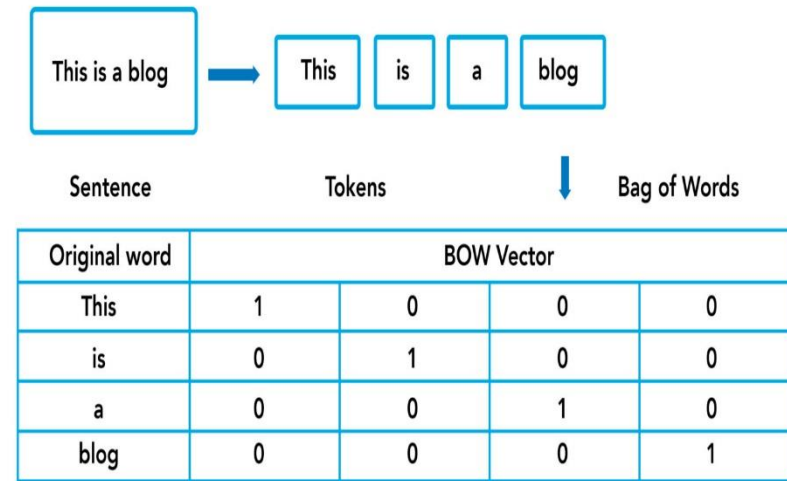 This is a blog This is a blog
Sentence Tokens Bag of Words
Original word BOW Vector
This 1 0 0 0
is 0 1 0 0
a 0 0 1 0
blog 0 0 0 1